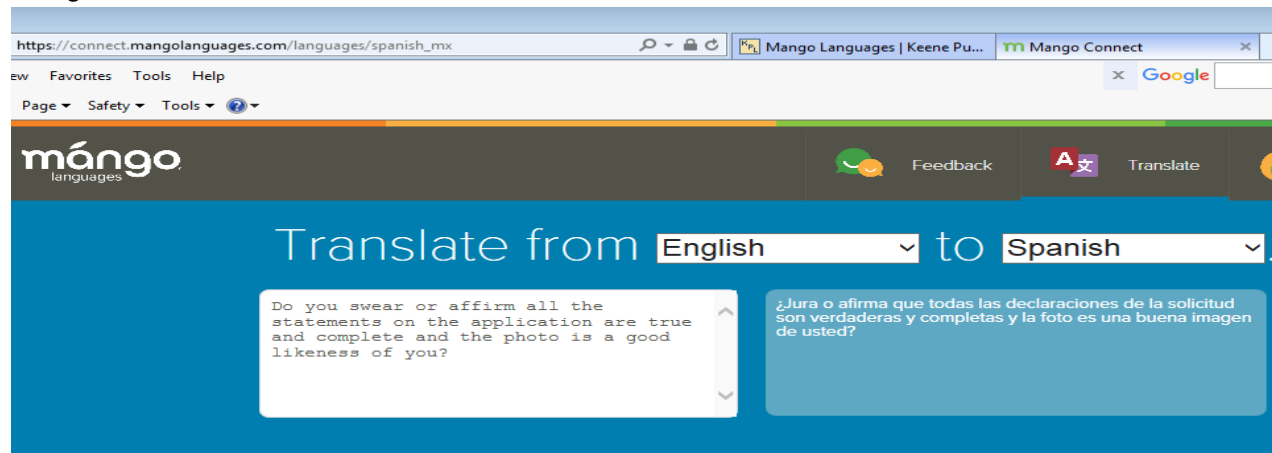 https://connect.mangolanguages.com/languages/spanish_mx
KPL Mango Languages | Keene Pu...
m Mango Connect
ew Favorites Tools Help
x Google
Page Safety Tools ?
mángo
languages
Feedback
A文 Translate
Translate from English to Spanish
Do you swear or affirm all the
statements on the application are true
and complete and the photo is a good
likeness of you?
¿Jura o afirma que todas las declaraciones de la solicitud
son verdaderas y completas y la foto es una buena imagen
de usted?